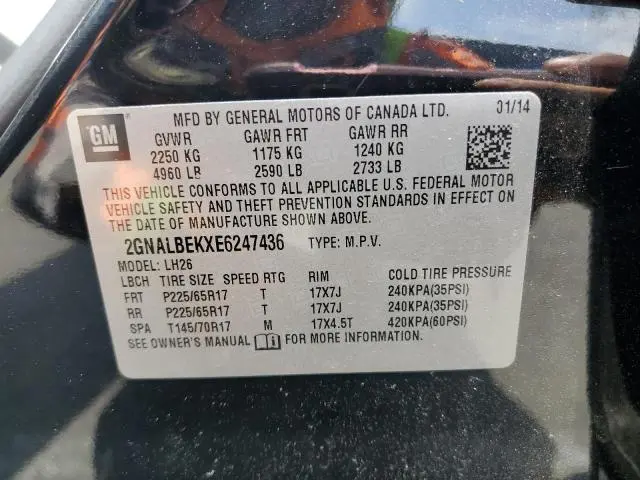 GM
MFD BY GENERAL MOTORS OF CANADA LTD. 01/14
GVWR GAWR FRT GAWR RR
2250 KG 1175 KG 1240 KG
4960 LB 2590 LB 2733 LB
THIS VEHICLE CONFORMS TO ALL APPLICABLE U.S. FEDERAL MOTOR
VEHICLE SAFETY AND THEFT PREVENTION STANDARDS IN EFFECT ON
THE DATE OF MANUFACTURE SHOWN ABOVE.
2GNALBEKXE6247436 TYPE: M.P.V.
MODEL: LH26
LBCH TIRE SIZE SPEED RTG RIM COLD TIRE PRESSURE
FRT P225/65R17 T 17X7J 240KPA(35PSI)
RR P225/65R17 T 17X7J 240KPA(35PSI)
SPA T145/70R17 M 17X4.5T 420KPA(60PSI)
SEE OWNER'S MANUAL i FOR MORE INFORMATION.